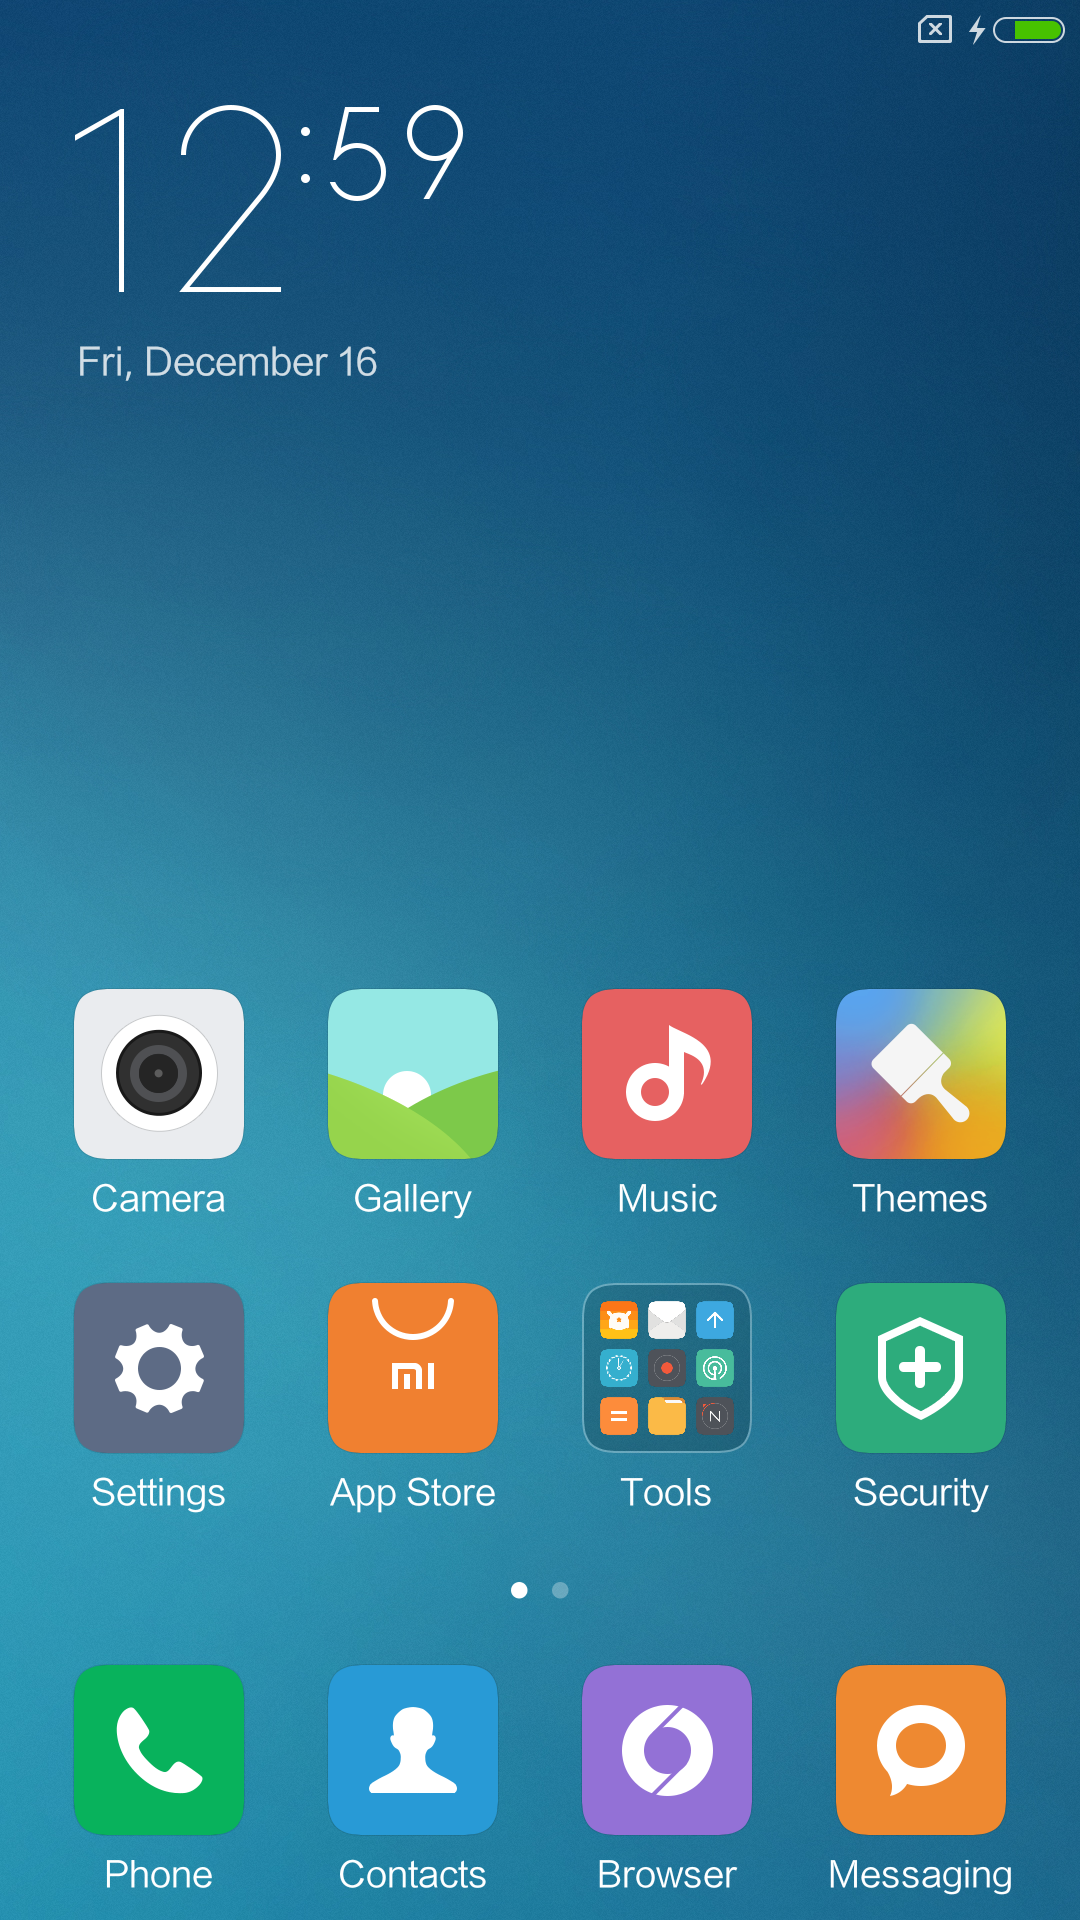 12:59
Fri, December 16
Camera Gallery Music Themes
mi
N
Settings App Store Tools Security
Phone Contacts Browser Messaging